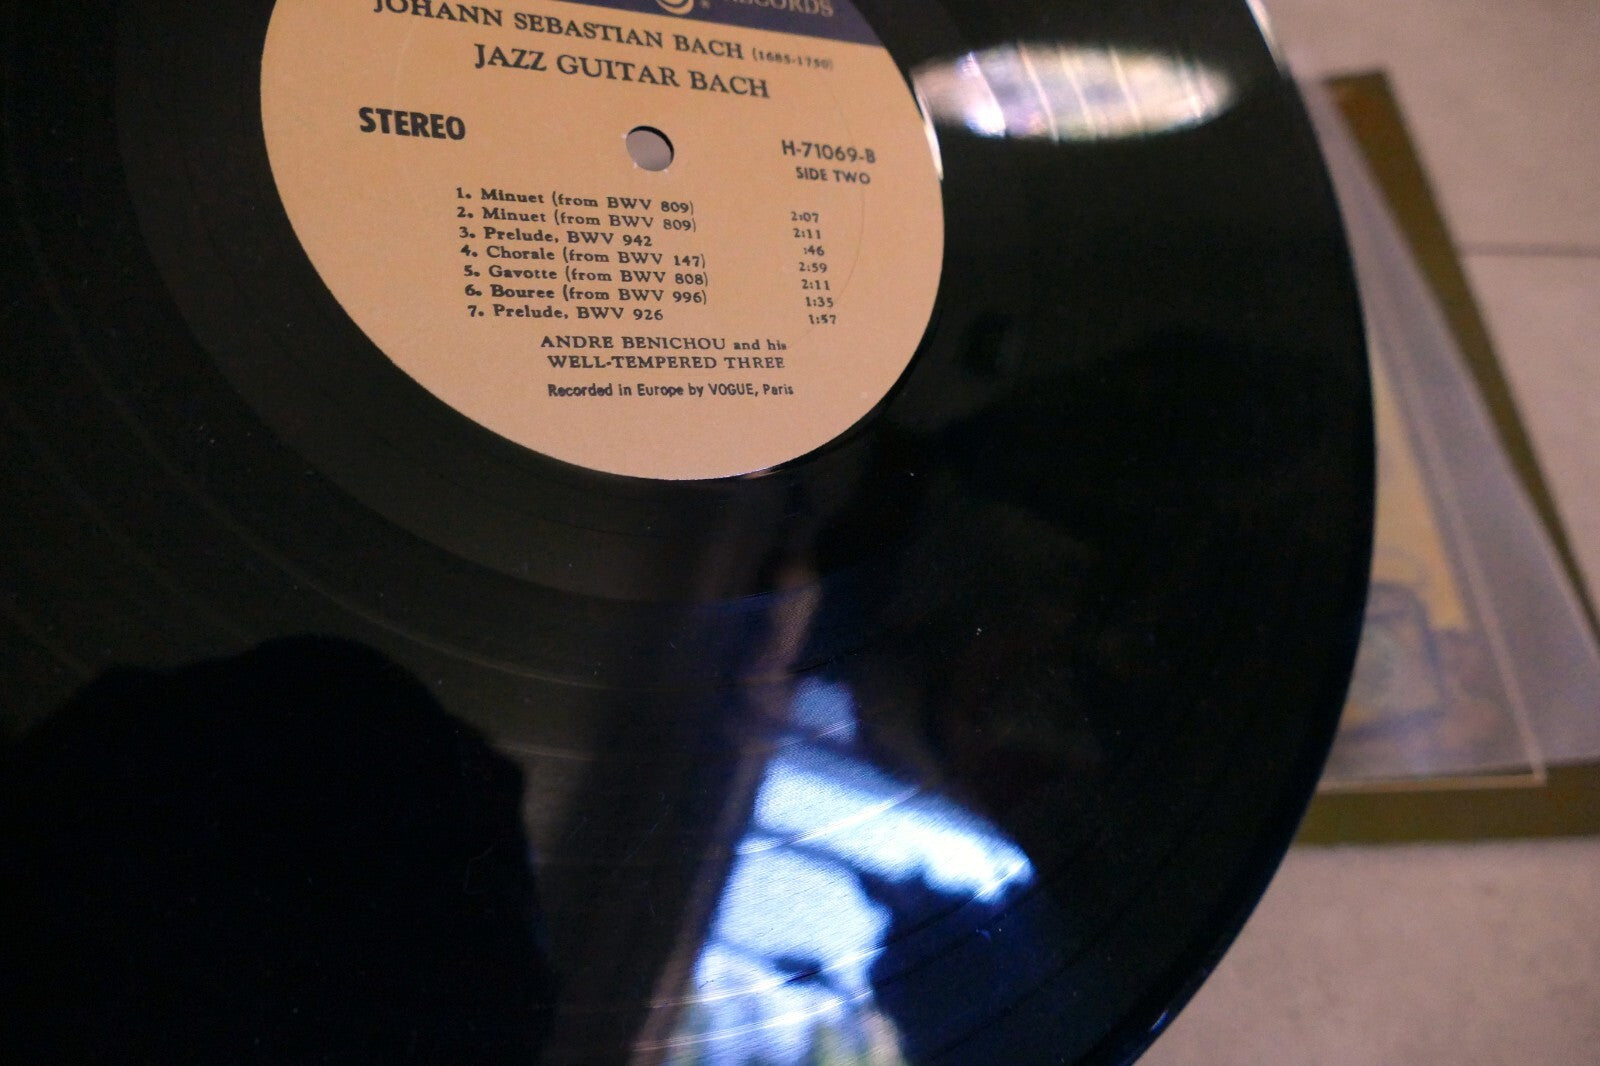 RECORDS
JOHANN SEBASTIAN BACH (1685-1750)
JAZZ GUITAR BACH
STEREO
H-71069-B
SIDE TWO
1. Minuet (from BWV 809) 2:07
2. Minuet (from BWV 809) 2:11
3. Prelude, BWV 942 :46
4. Chorale (from BWV 147) 2:59
5. Gavotte (from BWV 808) 2:11
6. Bouree (from BWV 996) 1:35
7. Prelude, BWV 926 1:57
ANDRE BENICHOU and his
WELL-TEMPERED THREE
Recorded in Europe by VOGUE, Paris